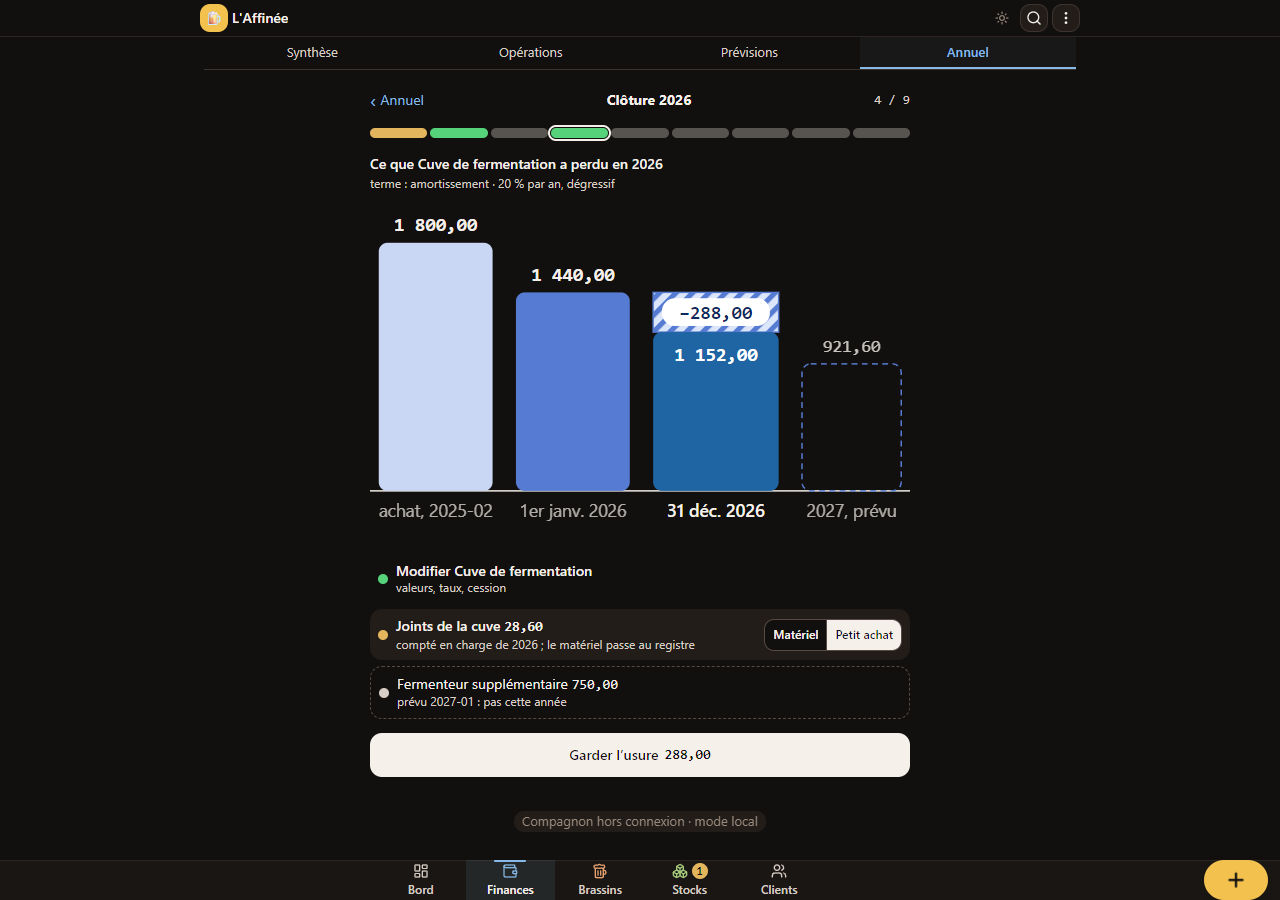 L'Affinée
Synthèse
Opérations
Prévisions
Annuel
‹ Annuel
Clôture 2026
4 / 9
Ce que Cuve de fermentation a perdu en 2026
terme : amortissement · 20 % par an, dégressif
1 800,00
1 440,00
−288,00
1 152,00
921,60
achat, 2025-02
1er janv. 2026
31 déc. 2026
2027, prévu
Modifier Cuve de fermentation
valeurs, taux, cession
Joints de la cuve 28,60
compté en charge de 2026 ; le matériel passe au registre
Matériel
Petit achat
Fermenteur supplémentaire 750,00
prévu 2027-01 : pas cette année
Garder l’usure 288,00
Compagnon hors connexion · mode local
Bord
Finances
Brassins
1
Stocks
Clients